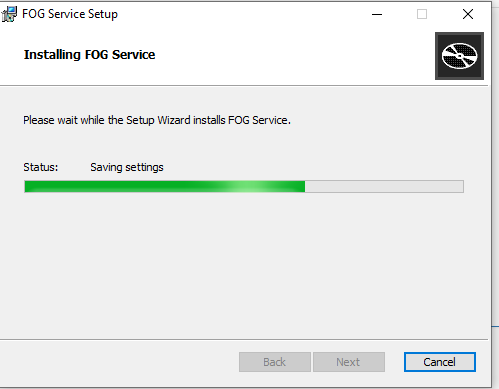 FOG Service Setup
Installing FOG Service
Please wait while the Setup Wizard installs FOG Service.
Status: Saving settings
Back Next Cancel